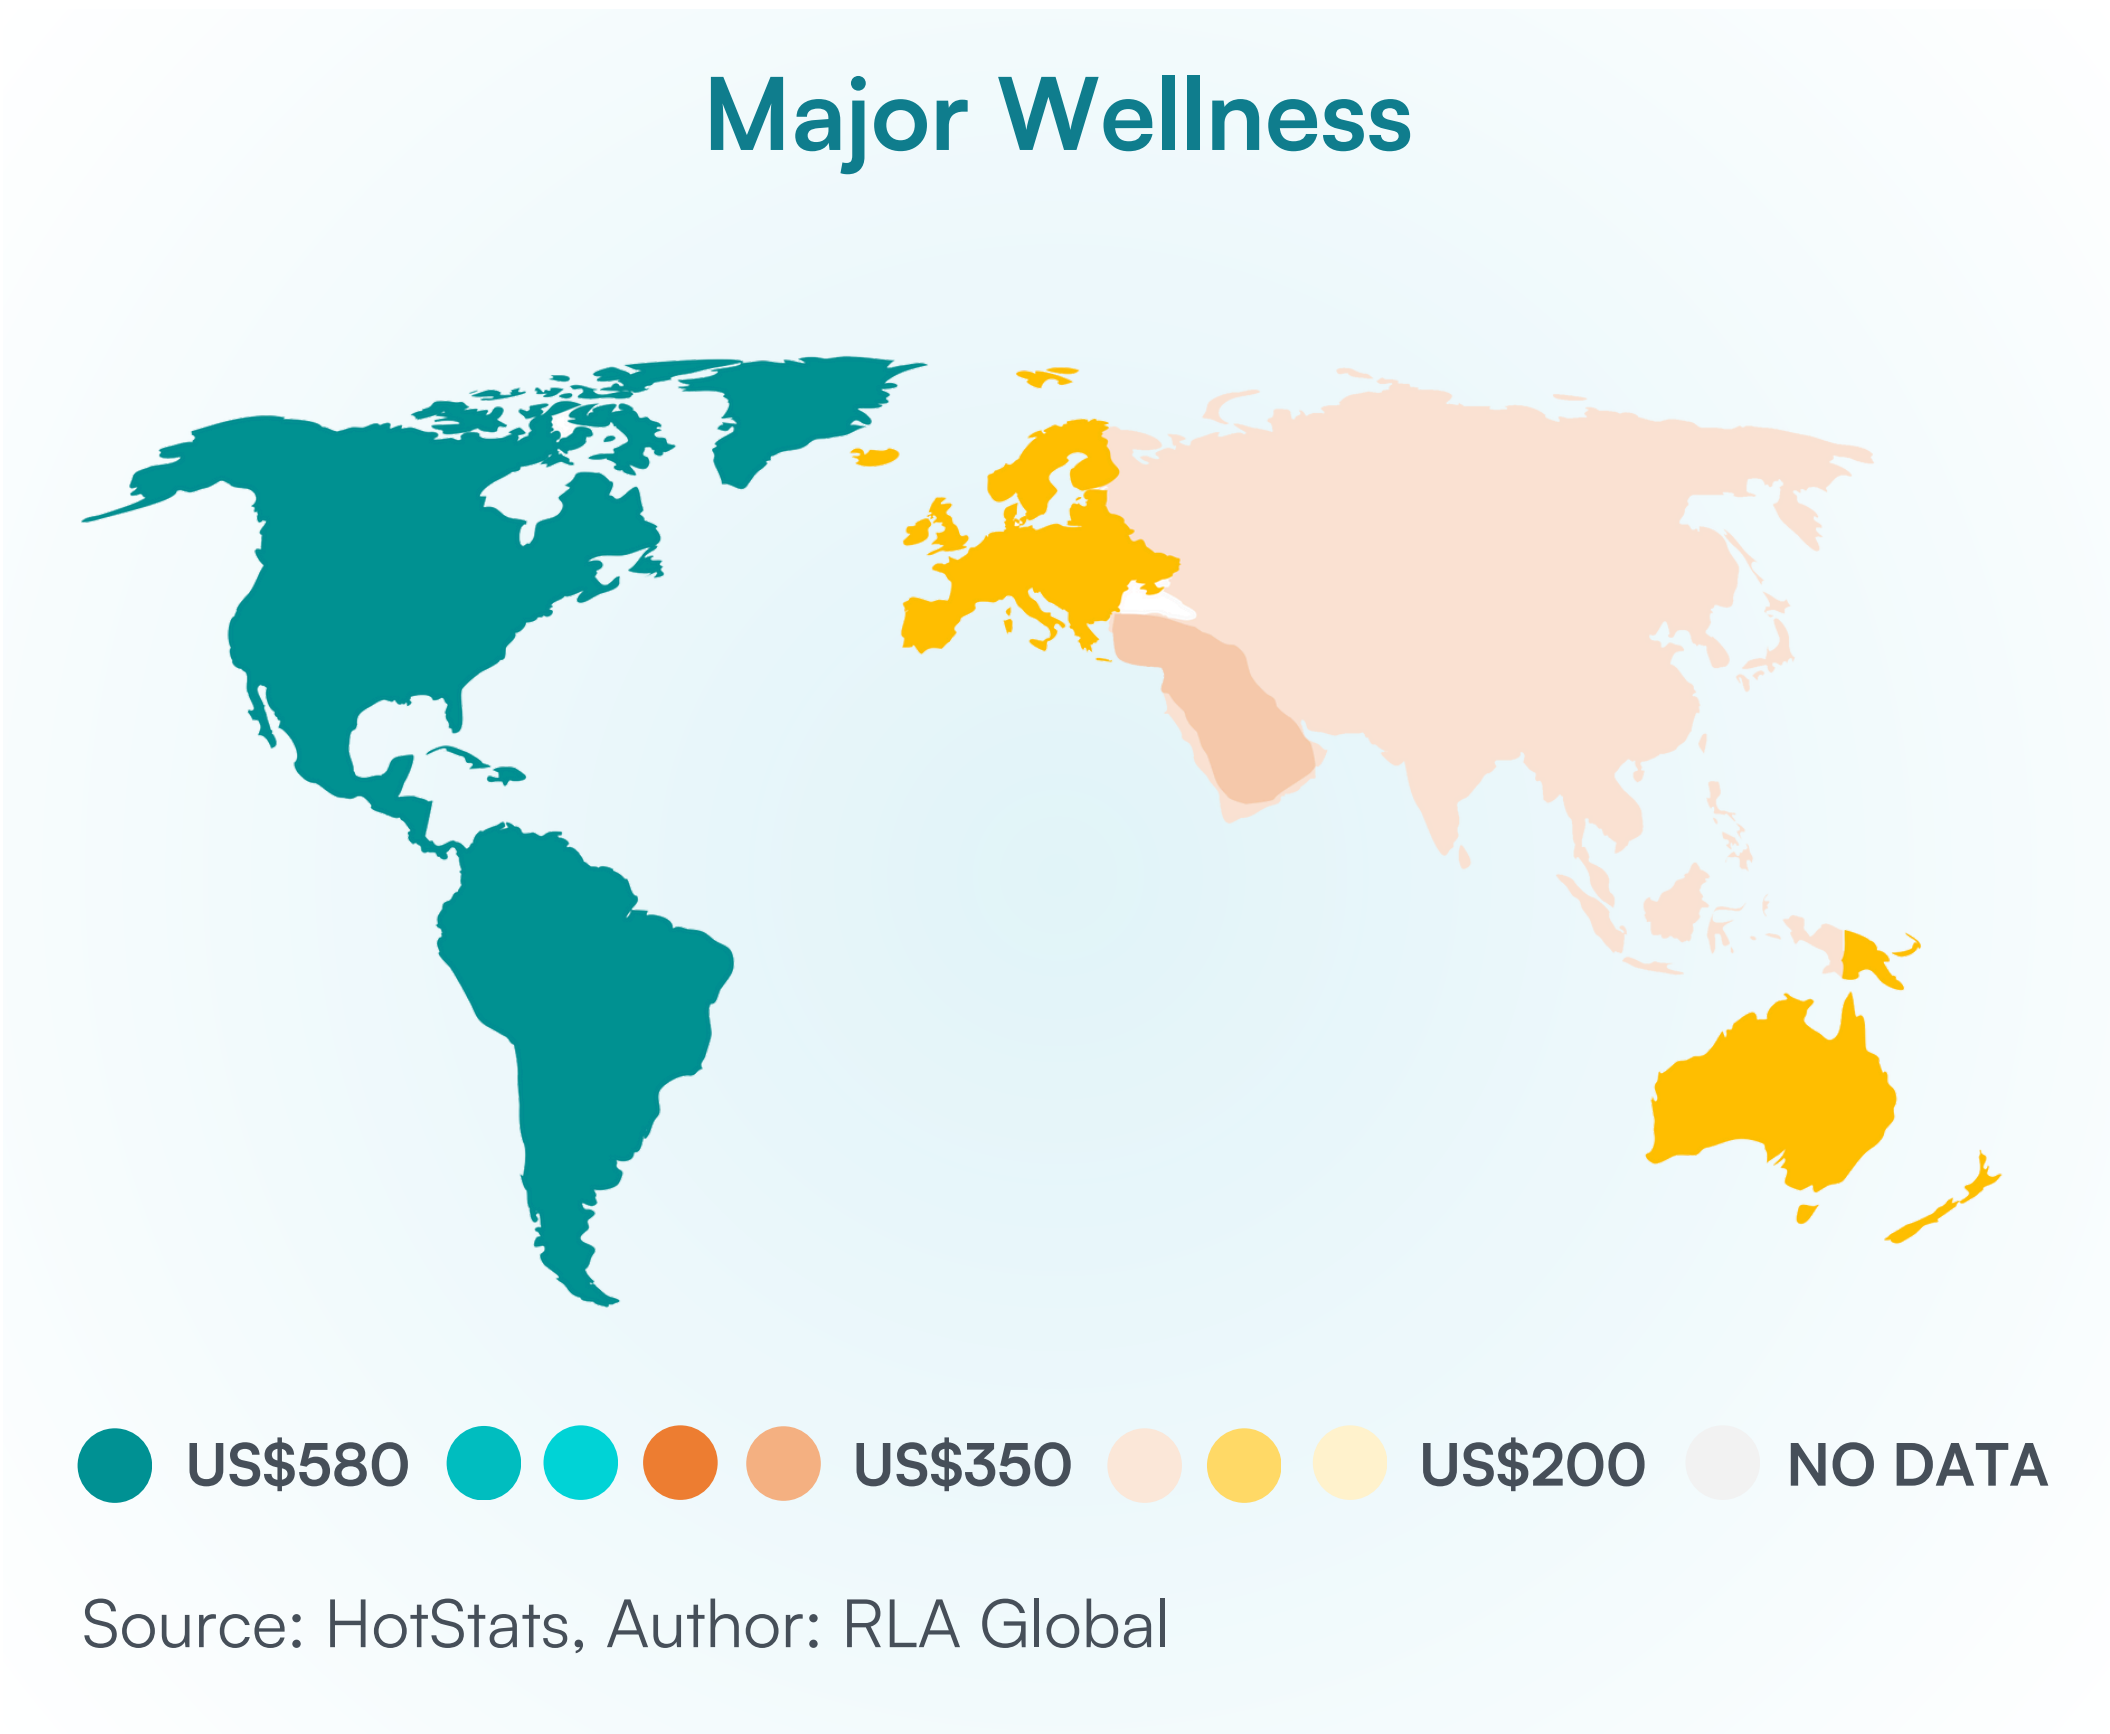 Major Wellness
US$580 US$350 US$200 NO DATA
Source: HotStats, Author: RLA Global